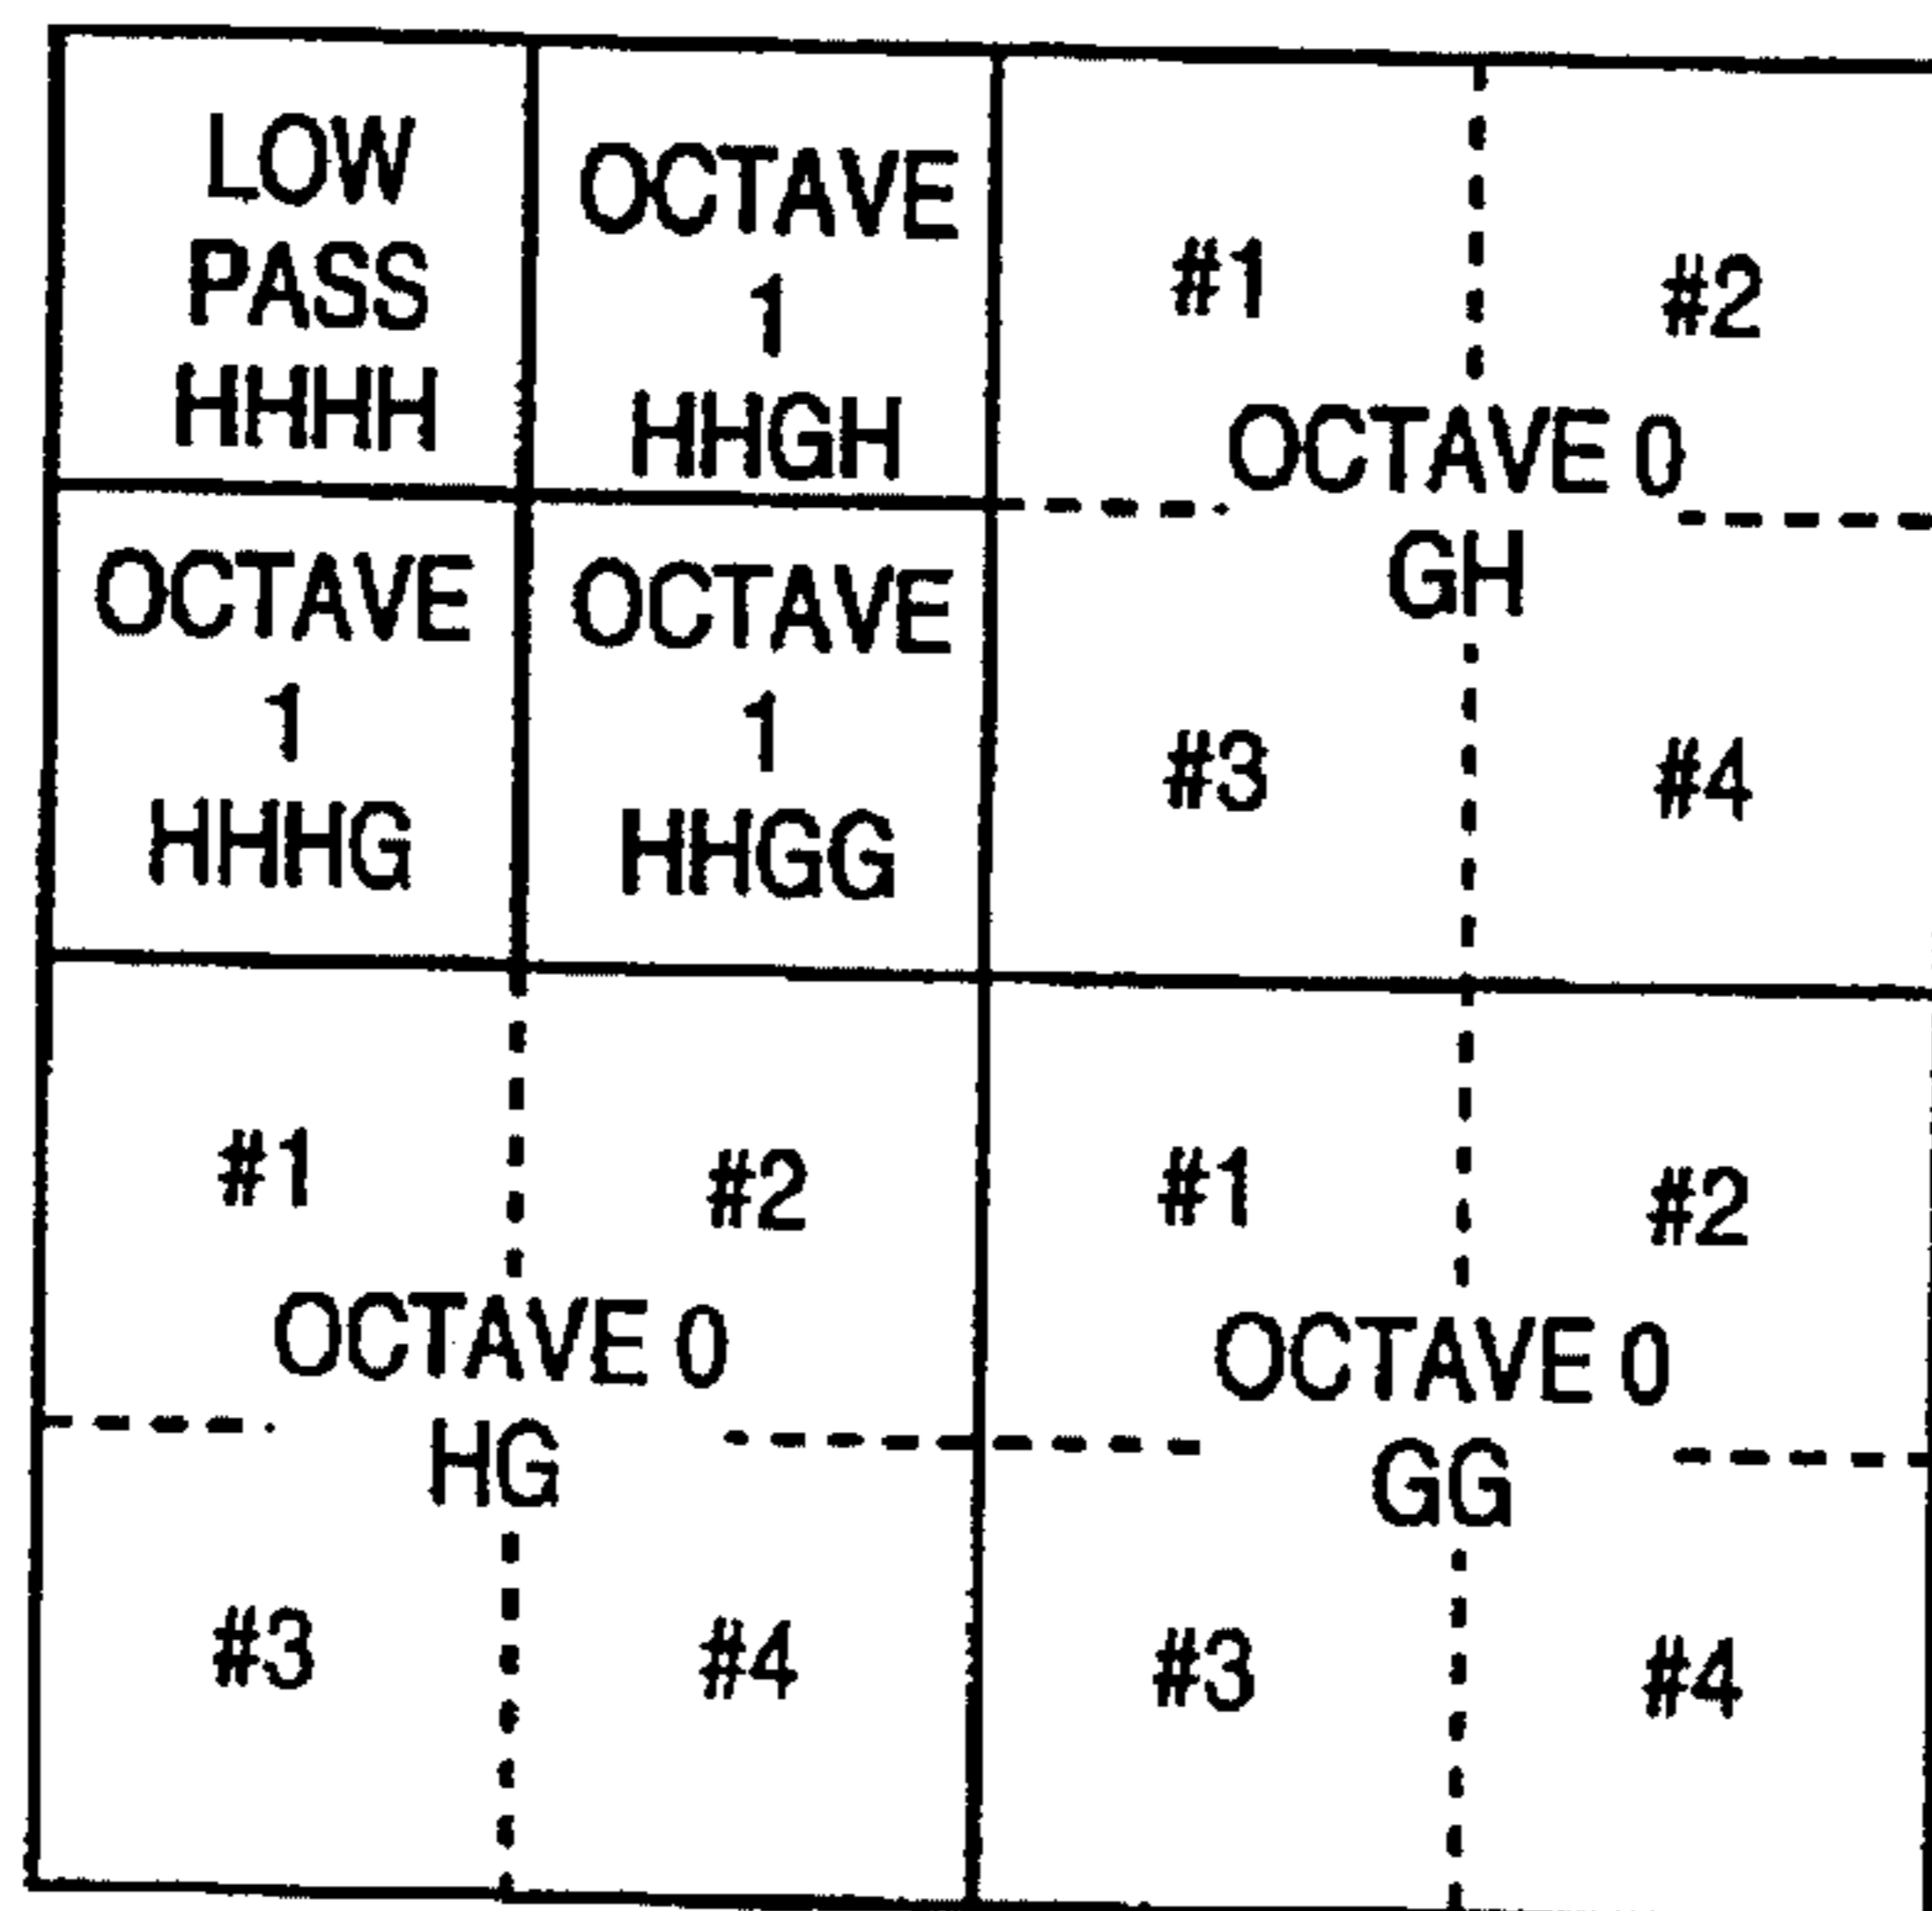 LOW
PASS
HHHH
OCTAVE
1
HHGH
#1
#2
OCTAVE 0
GH
#3
#4
OCTAVE
1
HHHG
OCTAVE
1
HHGG
#1
#2
OCTAVE 0
HG
#3
#4
#1
#2
OCTAVE 0
GG
#3
#4